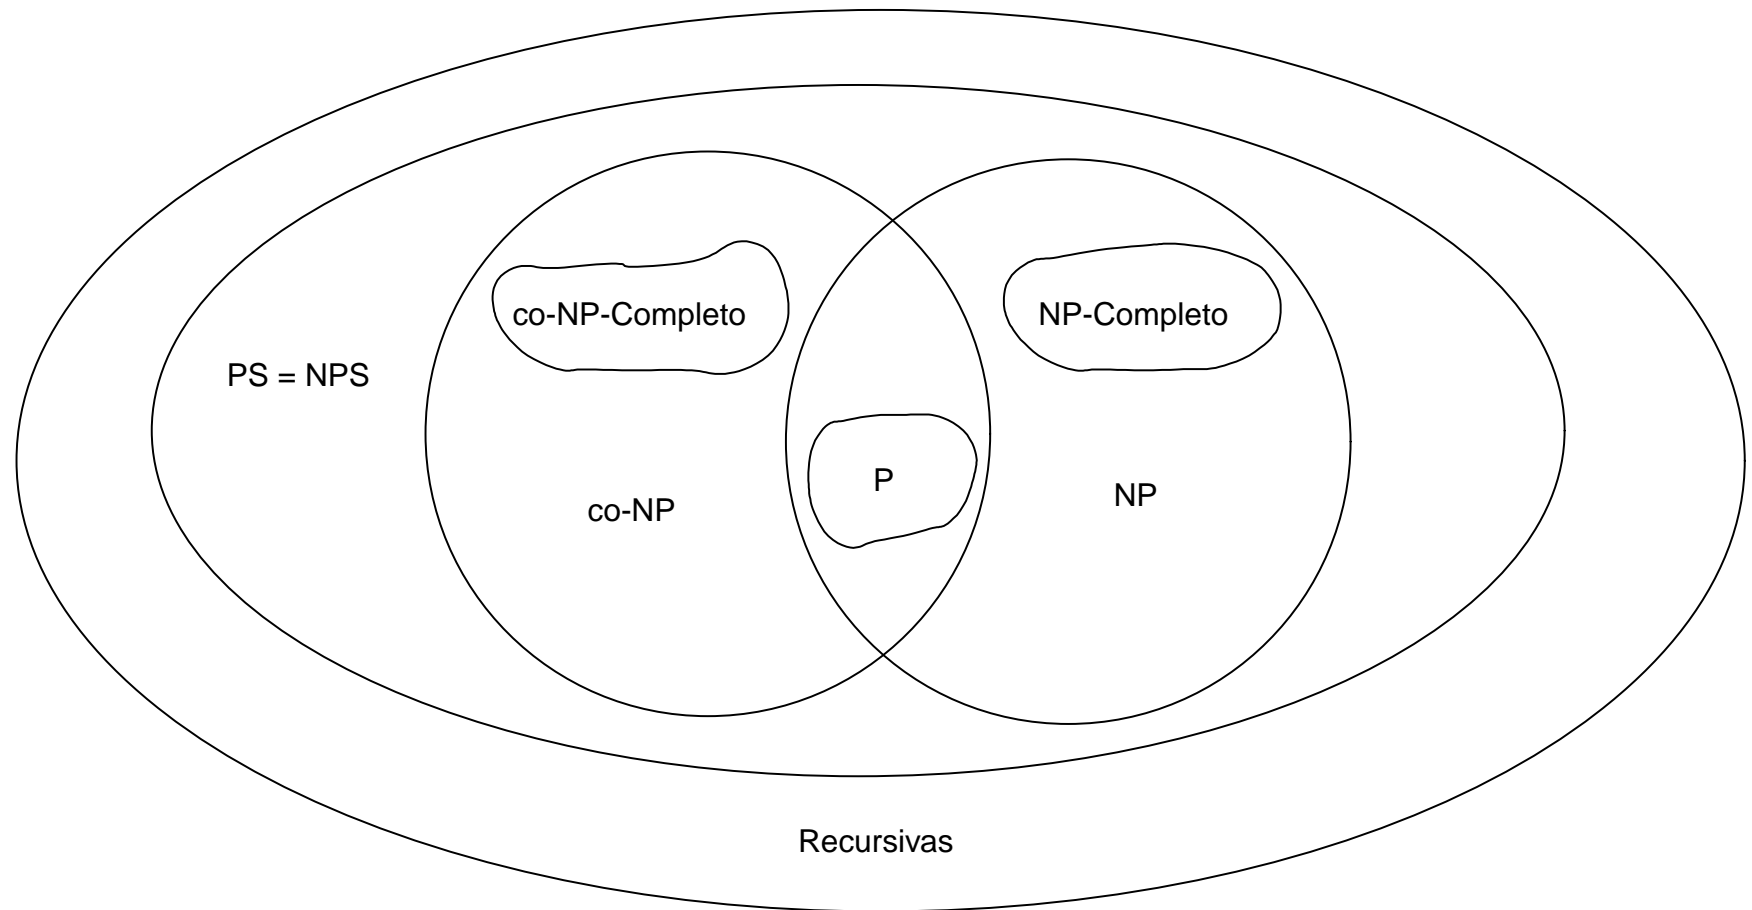 co-NP-Completo
NP-Completo
PS = NPS
P
co-NP
NP
Recursivas